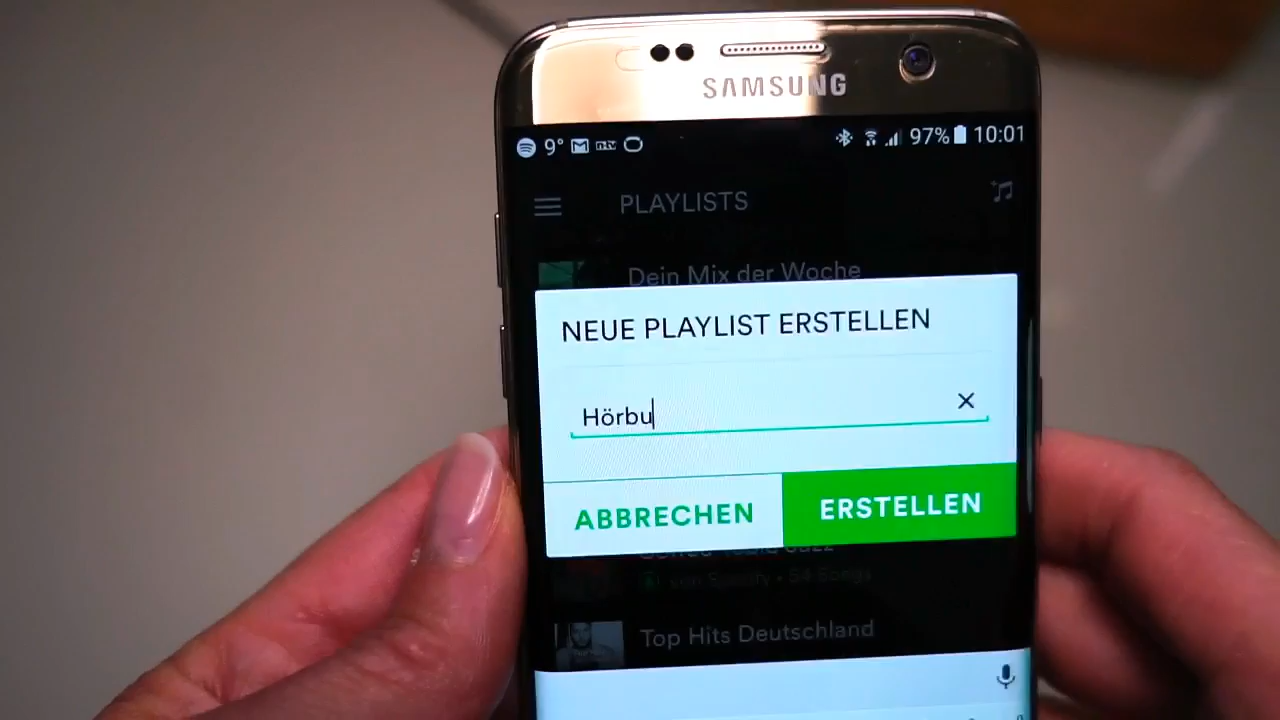 SAMSUNG
9° n-tv 97% 10:01
PLAYLISTS
Dein Mix der Woche
NEUE PLAYLIST ERSTELLEN
Hörbu
ABBRECHEN ERSTELLEN
von Spotify • 54 Songs
Top Hits Deutschland